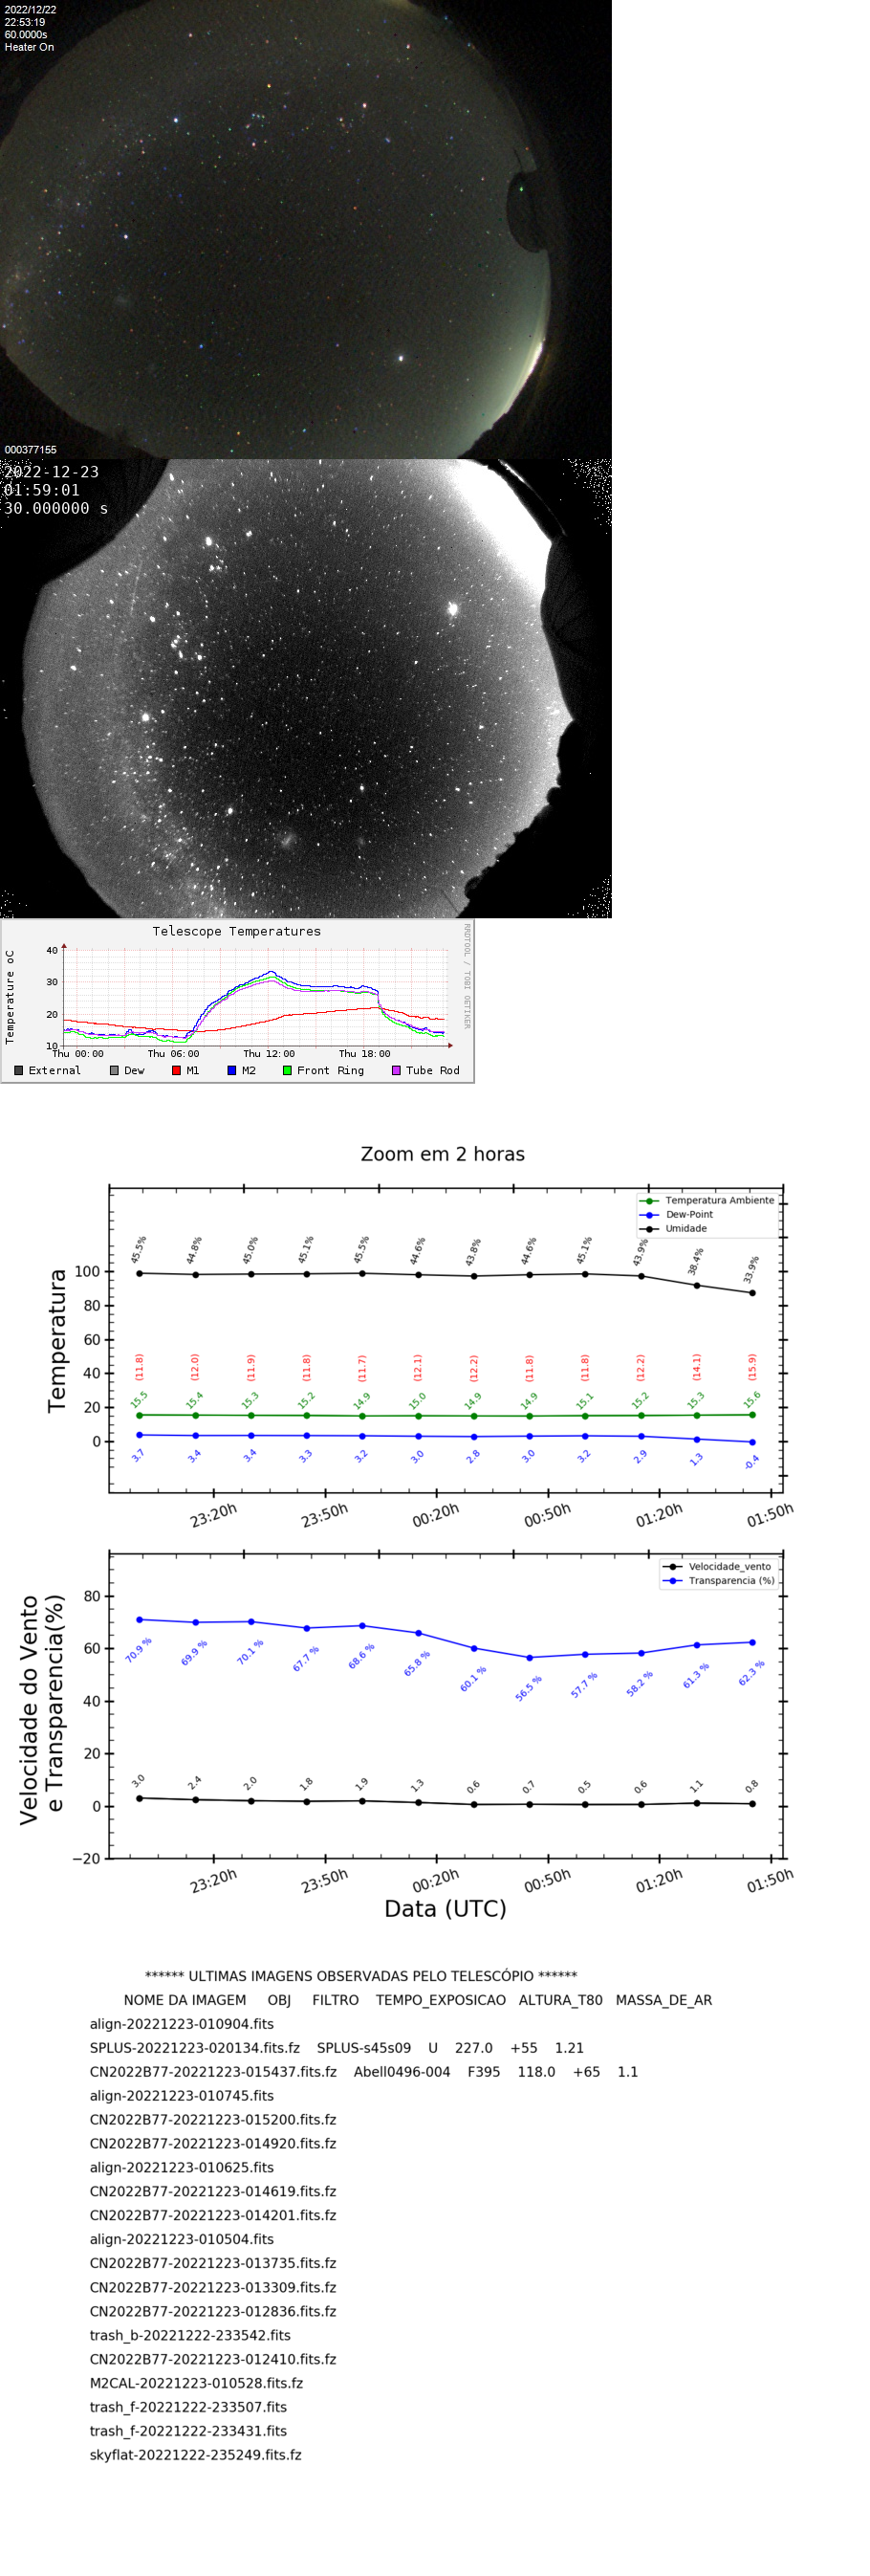 2022/12/22
22:53:19
60.0000s
Heater On
000377155
2022-12-23
01:59:01
30.000000 s
Telescope Temperatures
RRDTOOL / TOBI OETIKER
Temperature oC
40
30
20
10
Thu 00:00 Thu 06:00 Thu 12:00 Thu 18:00
External Dew M1 M2 Front Ring Tube Rod
Zoom em 2 horas
Temperatura Ambiente
Dew-Point
Umidade
45.5% 44.8% 45.0% 45.1% 45.5% 44.6% 43.8% 44.6% 45.1% 43.9% 38.4% 33.9%
Temperatura
100
80
60
40
20
0
(11.8) (12.0) (11.9) (11.8) (11.7) (12.1) (12.2) (11.8) (11.8) (12.2) (14.1) (15.9)
15.5 15.4 15.3 15.2 14.9 15.0 14.9 14.9 15.1 15.2 15.3 15.6
3.7 3.4 3.4 3.3 3.2 3.0 2.8 3.0 3.2 2.9 1.3 -0.4
23:20h 23:50h 00:20h 00:50h 01:20h 01:50h
Velocidade_vento
Transparencia (%)
Velocidade do Vento
e Transparencia(%)
80
60
40
20
0
−20
70.9 % 69.9 % 70.1 % 67.7 % 68.6 % 65.8 % 60.1 % 56.5 % 57.7 % 58.2 % 61.3 % 62.3 %
3.0 2.4 2.0 1.8 1.9 1.3 0.6 0.7 0.5 0.6 1.1 0.8
23:20h 23:50h 00:20h 00:50h 01:20h 01:50h
Data (UTC)
****** ULTIMAS IMAGENS OBSERVADAS PELO TELESCÓPIO ******
NOME DA IMAGEM OBJ FILTRO TEMPO_EXPOSICAO ALTURA_T80 MASSA_DE_AR
align-20221223-010904.fits
SPLUS-20221223-020134.fits.fz SPLUS-s45s09 U 227.0 +55 1.21
CN2022B77-20221223-015437.fits.fz Abell0496-004 F395 118.0 +65 1.1
align-20221223-010745.fits
CN2022B77-20221223-015200.fits.fz
CN2022B77-20221223-014920.fits.fz
align-20221223-010625.fits
CN2022B77-20221223-014619.fits.fz
CN2022B77-20221223-014201.fits.fz
align-20221223-010504.fits
CN2022B77-20221223-013735.fits.fz
CN2022B77-20221223-013309.fits.fz
CN2022B77-20221223-012836.fits.fz
trash_b-20221222-233542.fits
CN2022B77-20221223-012410.fits.fz
M2CAL-20221223-010528.fits.fz
trash_f-20221222-233507.fits
trash_f-20221222-233431.fits
skyflat-20221222-235249.fits.fz